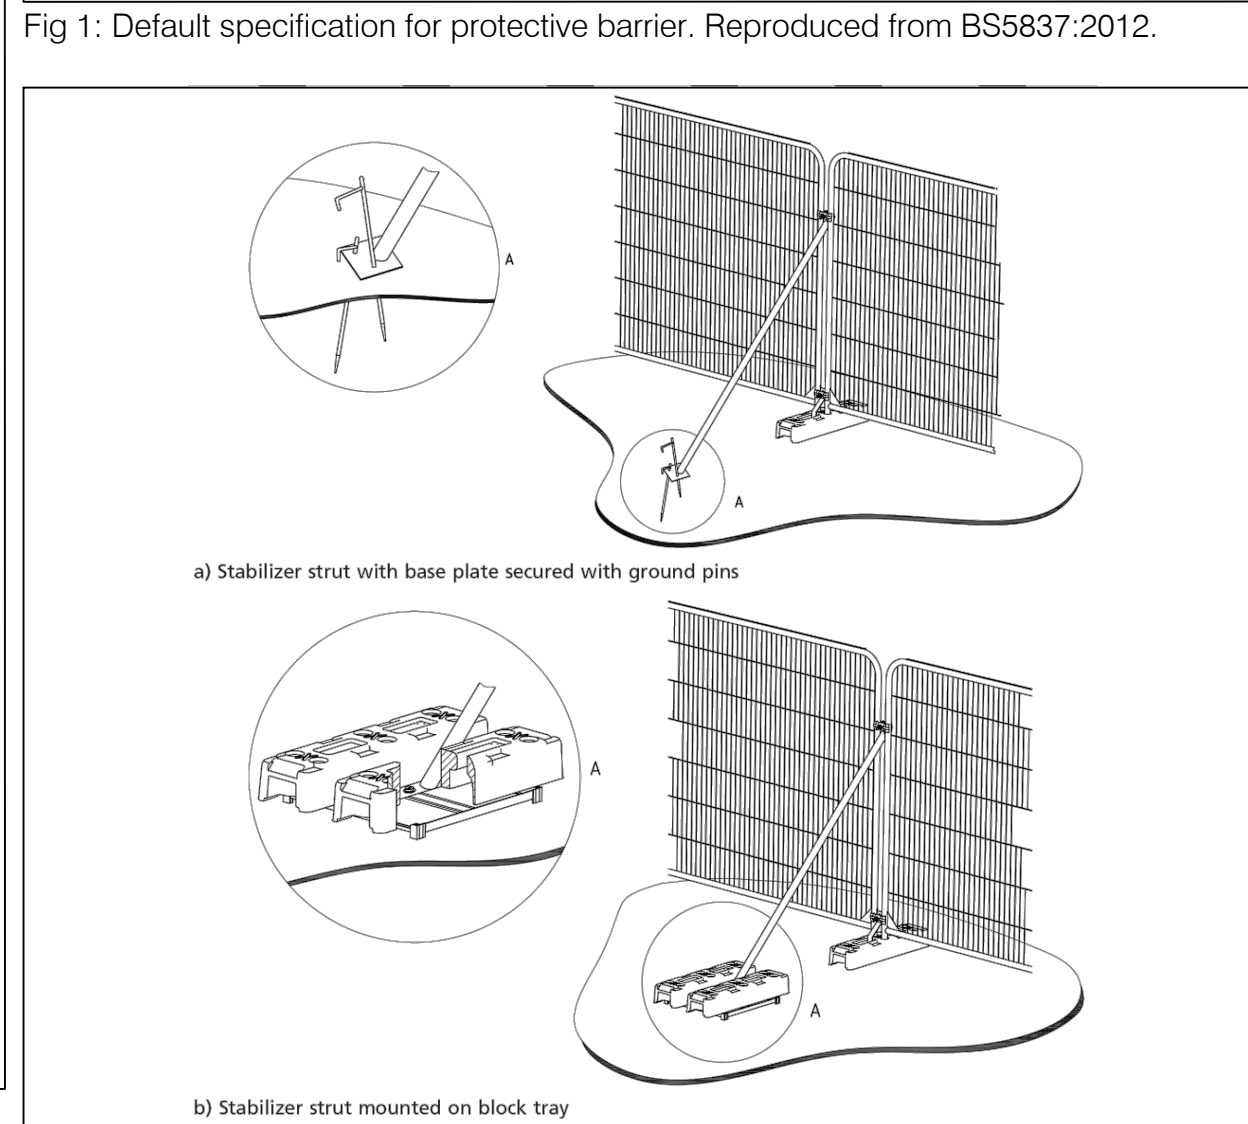 Fig 1: Default specification for protective barrier. Reproduced from BS5837:2012.
A
A
a) Stabilizer strut with base plate secured with ground pins
A
A
b) Stabilizer strut mounted on block tray